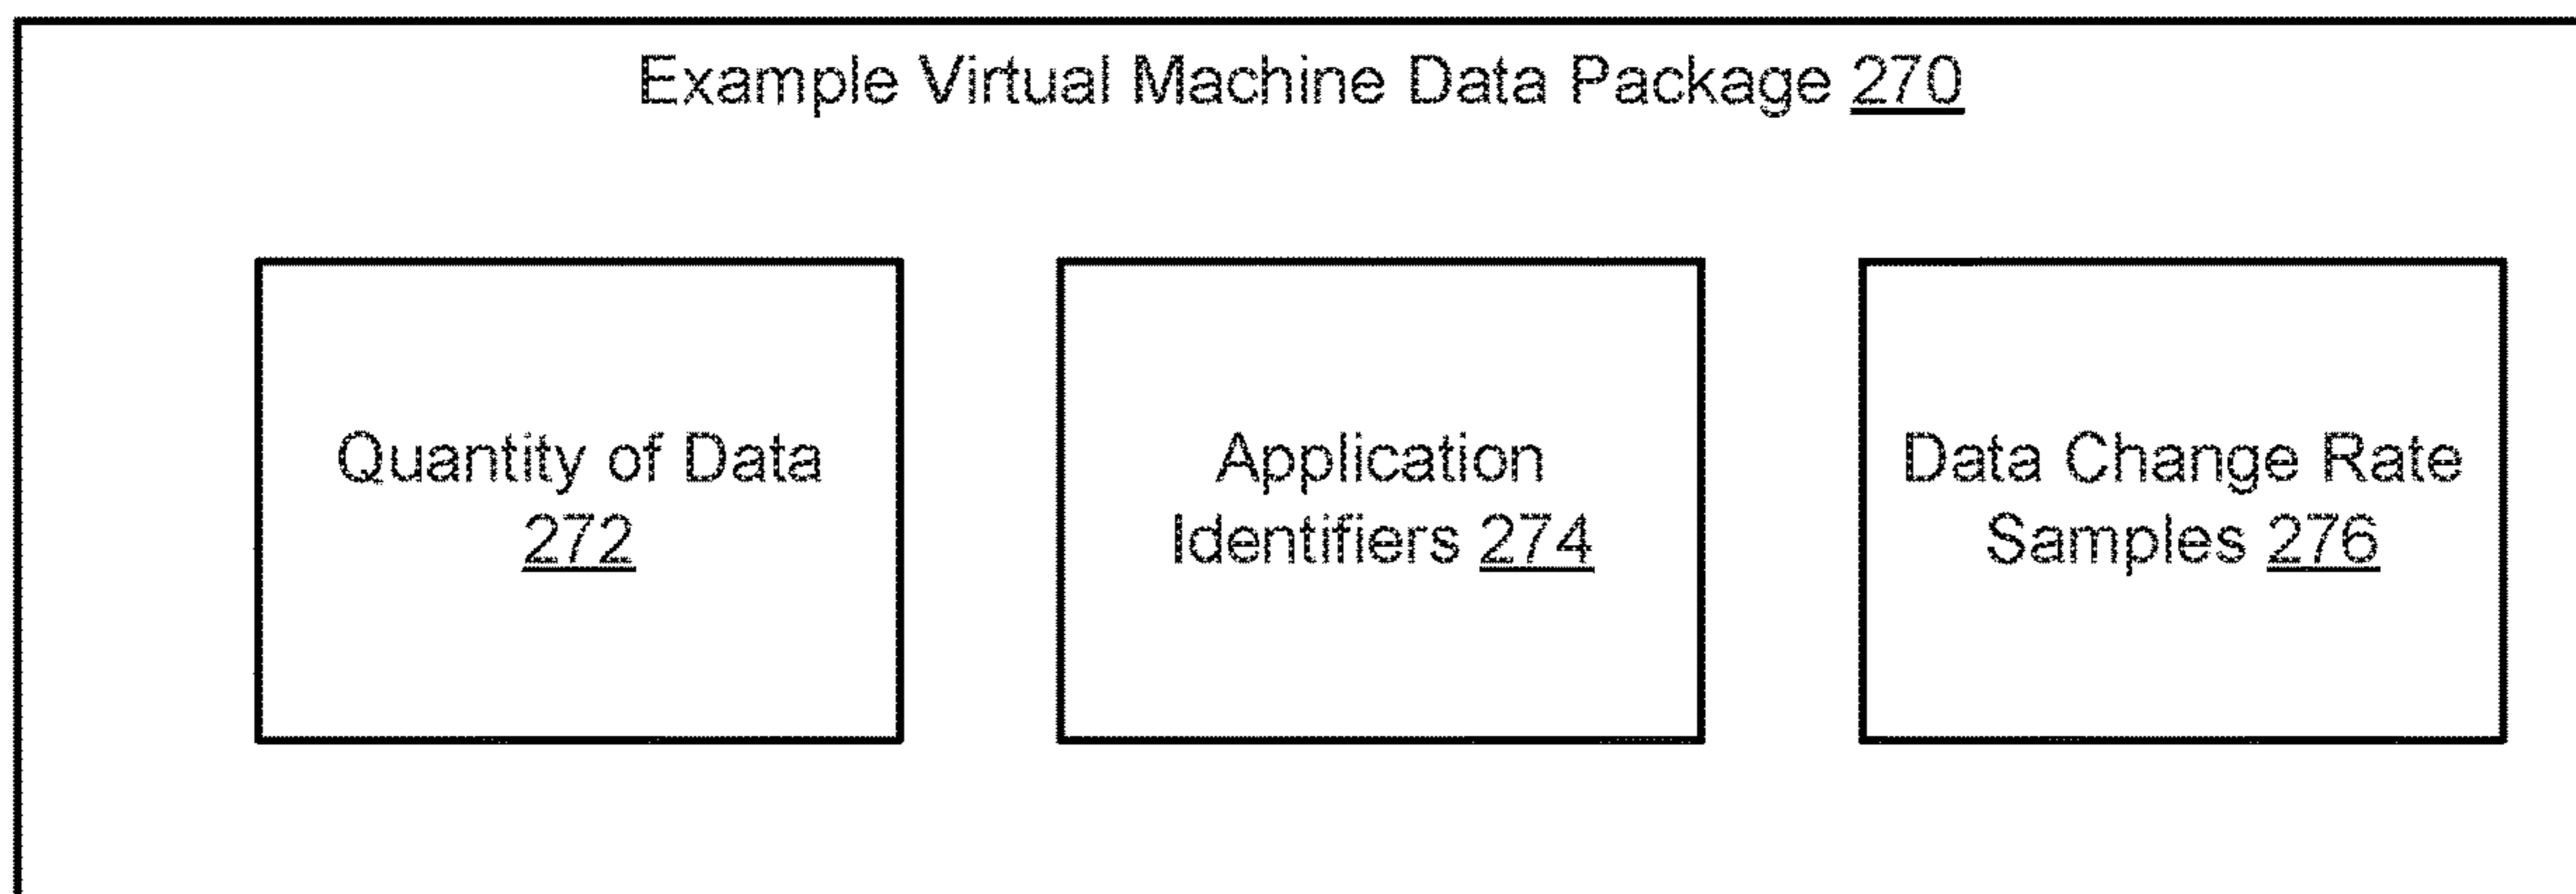 Example Virtual Machine Data Package 270
Quantity of Data
272
Application
Identifiers 274
Data Change Rate
Samples 276